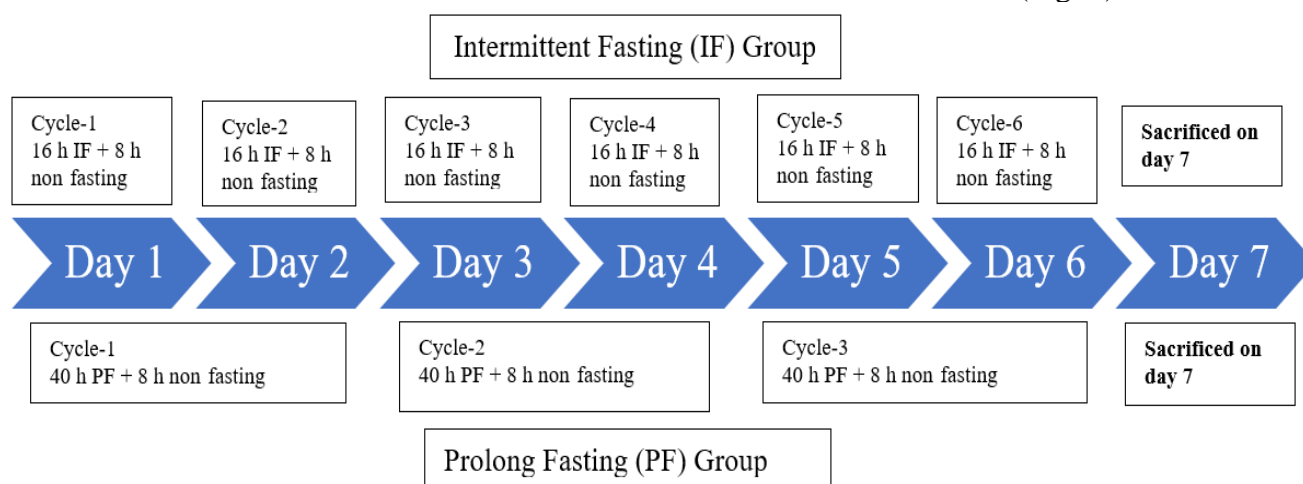 Intermittent Fasting (IF) Group
Cycle-1
16 h IF + 8 h
non fasting
Cycle-2
16 h IF + 8 h
non fasting
Cycle-3
16 h IF + 8 h
non fasting
Cycle-4
16 h IF + 8 h
non fasting
Cycle-5
16 h IF + 8 h
non fasting
Cycle-6
16 h IF + 8 h
non fasting
Sacrificed on
day 7
Day 1
Day 2
Day 3
Day 4
Day 5
Day 6
Day 7
Cycle-1
40 h PF + 8 h non fasting
Cycle-2
40 h PF + 8 h non fasting
Cycle-3
40 h PF + 8 h non fasting
Sacrificed on
day 7
Prolong Fasting (PF) Group